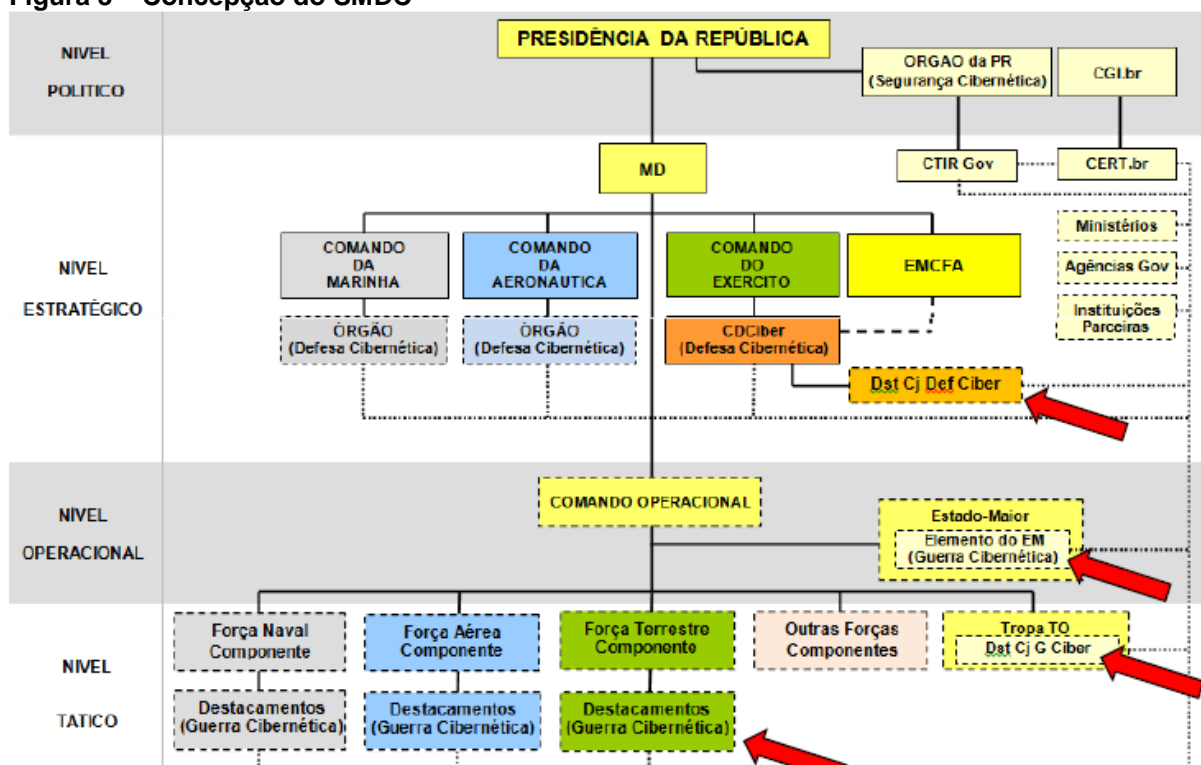 Figura 3 – Concepção do SMDC
NIVEL
POLITICO
PRESIDÊNCIA DA REPÚBLICA
ORGAO da PR
(Segurança Cibernética)
CGI.br
NIVEL
ESTRATÉGICO
MD
CTIR Gov
CERT.br
Ministérios
Agências Gov
Instituições
Parceiras
COMANDO
DA
MARINHA
COMANDO
DA
AERONAUTICA
COMANDO
DO
EXERCITO
EMCFA
ÓRGÃO
(Defesa Cibernética)
ÓRGÃO
(Defesa Cibernética)
CDCiber
(Defesa Cibernética)
Dst Cj Def Ciber
NIVEL
OPERACIONAL
COMANDO OPERACIONAL
Estado-Maior
Elemento do EM
(Guerra Cibernética)
NIVEL
TATICO
Força Naval
Componente
Força Aérea
Componente
Força Terrestre
Componente
Outras Forças
Componentes
Tropa TO
Dst Cj G Ciber
Destacamentos
(Guerra Cibernética)
Destacamentos
(Guerra Cibernética)
Destacamentos
(Guerra Cibernética)